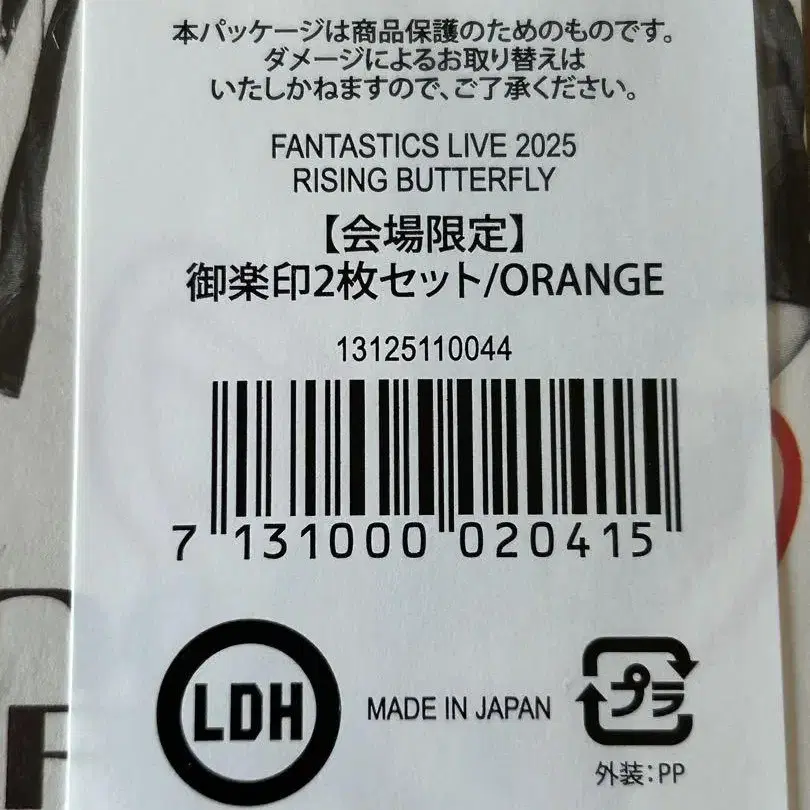 本パッケージは商品保護のためのものです。
ダメージによるお取り替えは
いたしかねますので、ご了承ください。
FANTASTICS LIVE 2025
RISING BUTTERFLY
【会場限定】
御楽印2枚セット/ORANGE
13125110044
7 131000 020415
LDH
MADE IN JAPAN
プラ
外装:PP